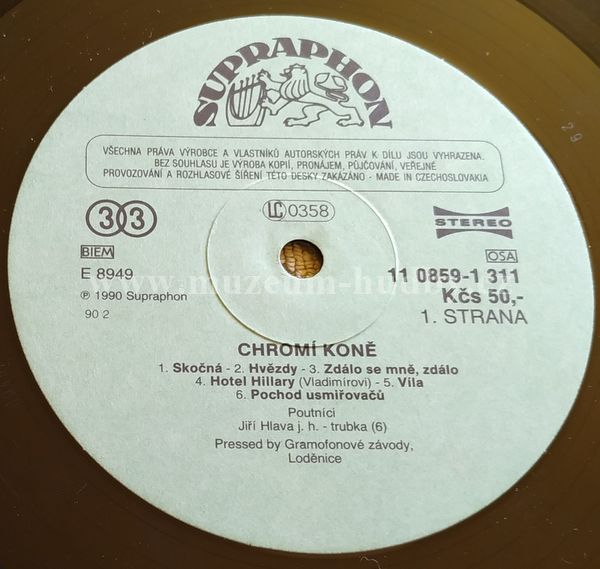 SUPRAPHON
VŠECHNA PRÁVA VÝROBCE A VLASTNÍKŮ AUTORSKÝCH PRÁV K DÍLU JSOU VYHRAZENA.
BEZ SOUHLASU JE VÝROBA KOPIÍ, PRONÁJEM, PŮJČOVÁNÍ, VEŘEJNÉ
PROVOZOVÁNÍ A ROZHLASOVÉ ŠÍŘENÍ TÉTO DESKY ZAKÁZÁNO - MADE IN CZECHOSLOVAKIA
33
LC 0358
STEREO
BIEM
OSA
E 8949
11 0859-1 311
℗ 1990 Supraphon
Kčs 50,-
90 2
1. STRANA
29
www.muzeum-hudby
CHROMÍ KONĚ
1. Skočná - 2. Hvězdy - 3. Zdálo se mně, zdálo
4. Hotel Hillary (Vladimírovi) - 5. Víla
6. Pochod usmiřovačů
Poutníci
Jiří Hlava j. h. - trubka (6)
Pressed by Gramofonové závody,
Loděnice